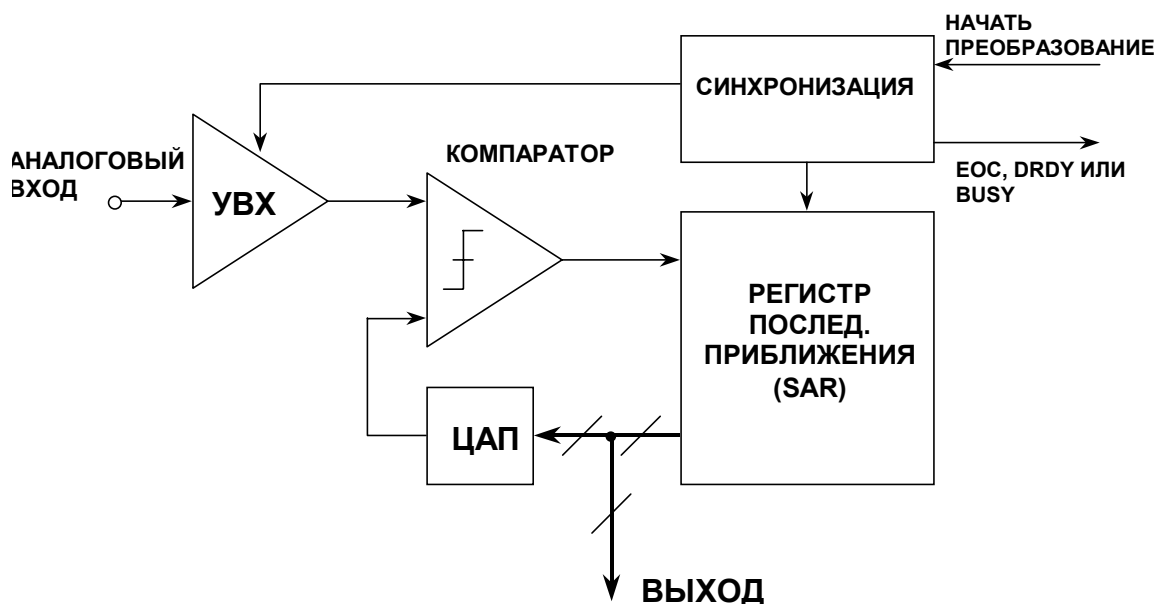 НАЧАТЬ
ПРЕОБРАЗОВАНИЕ
СИНХРОНИЗАЦИЯ
EOC, DRDY ИЛИ
BUSY
АНАЛОГОВЫЙ
ВХОД
УВХ
КОМПАРАТОР
РЕГИСТР
ПОСЛЕД.
ПРИБЛИЖЕНИЯ
(SAR)
ЦАП
ВЫХОД